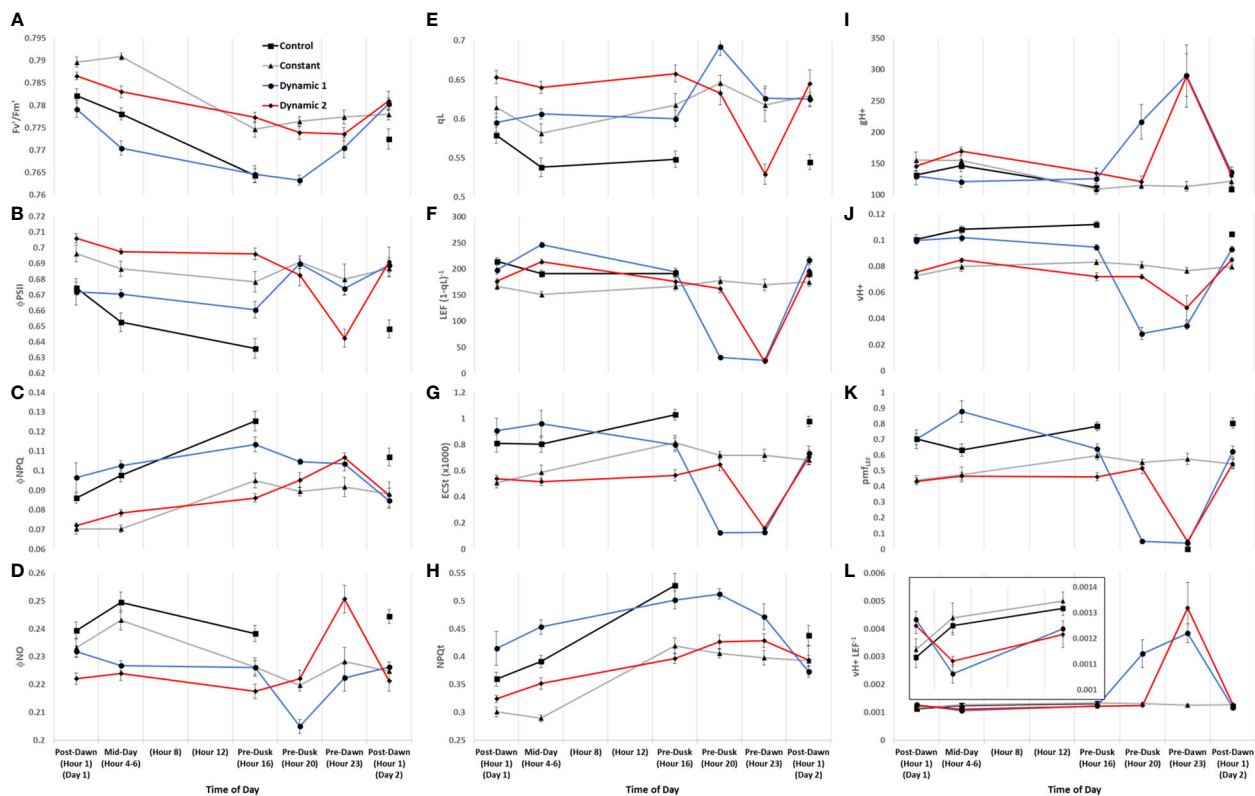 A
Fv'/Fm'
0.795
0.79
0.785
0.78
0.775
0.77
0.765
0.76
Control
Constant
Dynamic 1
Dynamic 2
B
ϕPSII
0.72
0.71
0.7
0.69
0.68
0.67
0.66
0.65
0.64
0.63
0.62
C
ϕNPQ
0.14
0.13
0.12
0.11
0.1
0.09
0.08
0.07
0.06
D
ϕNO
0.26
0.25
0.24
0.23
0.22
0.21
0.2
Post-Dawn Mid-Day (Hour 8) (Hour 12) Pre-Dusk Pre-Dusk Pre-Dawn Post-Dawn
(Hour 1) (Hour 4-6) (Hour 16) (Hour 20) (Hour 23) (Hour 1)
(Day 1) (Day 2)
Time of Day
E
qL
0.7
0.65
0.6
0.55
0.5
F
LEF (1-qL)⁻¹
300
250
200
150
100
50
0
G
ECSt (x1000)
1.2
1
0.8
0.6
0.4
0.2
0
H
NPQt
0.55
0.5
0.45
0.4
0.35
0.3
0.25
Post-Dawn Mid-Day (Hour 8) (Hour 12) Pre-Dusk Pre-Dusk Pre-Dawn Post-Dawn
(Hour 1) (Hour 4-6) (Hour 16) (Hour 20) (Hour 23) (Hour 1)
(Day 1) (Day 2)
Time of Day
I
gH+
350
300
250
200
150
100
J
vH+
0.12
0.1
0.08
0.06
0.04
0.02
0
K
pmf LEF
1
0.9
0.8
0.7
0.6
0.5
0.4
0.3
0.2
0.1
0
L
vH+ LEF⁻¹
0.006
0.005
0.004
0.003
0.002
0.001
0
0.0014
0.0013
0.0012
0.0011
0.001
Post-Dawn Mid-Day (Hour 8) (Hour 12) Pre-Dusk Pre-Dusk Pre-Dawn Post-Dawn
(Hour 1) (Hour 4-6) (Hour 16) (Hour 20) (Hour 23) (Hour 1)
(Day 1) (Day 2)
Time of Day